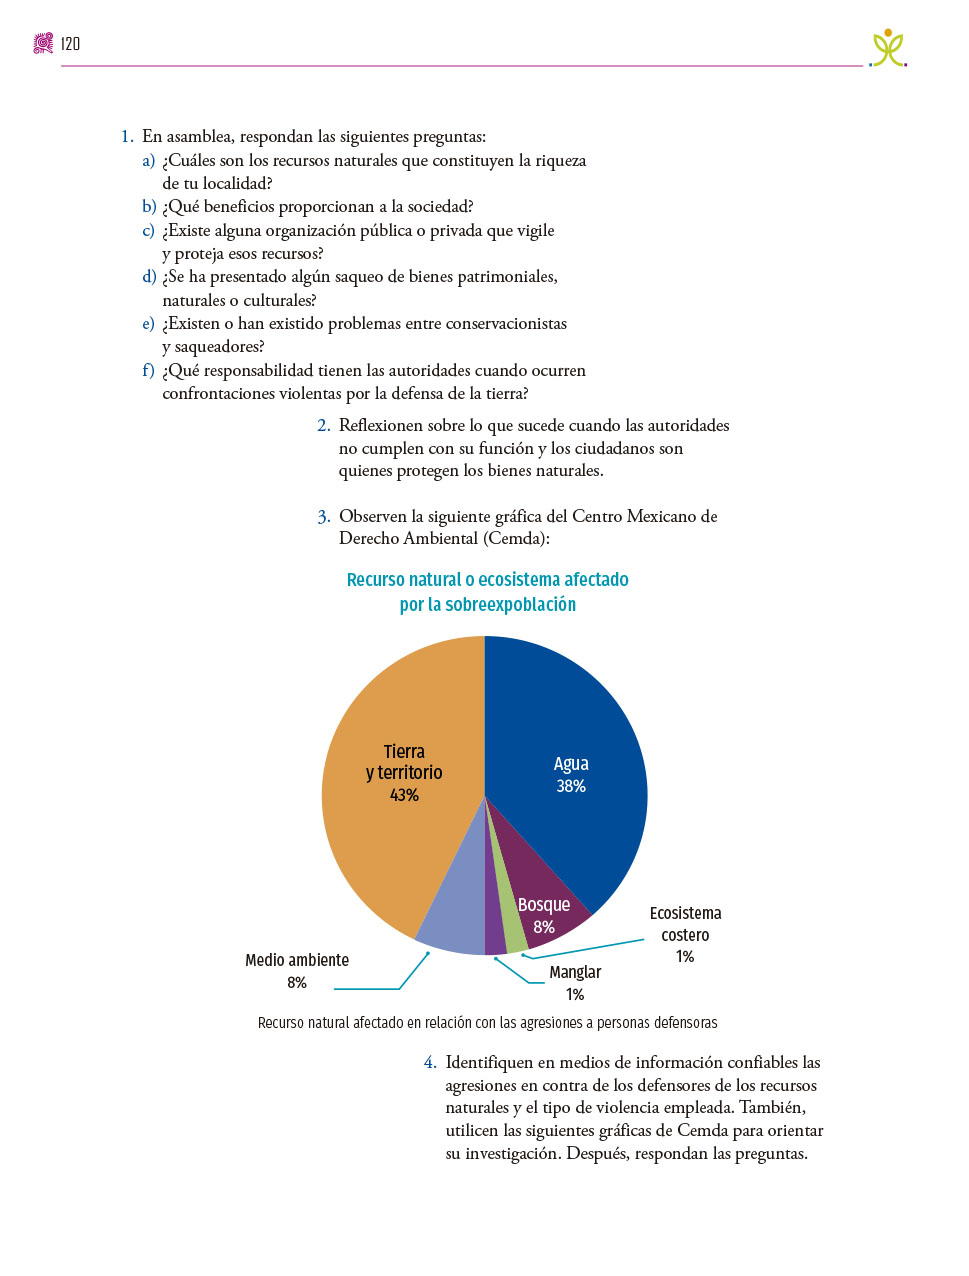 120
1. En asamblea, respondan las siguientes preguntas:
a) ¿Cuáles son los recursos naturales que constituyen la riqueza
de tu localidad?
b) ¿Qué beneficios proporcionan a la sociedad?
c) ¿Existe alguna organización pública o privada que vigile
y proteja esos recursos?
d) ¿Se ha presentado algún saqueo de bienes patrimoniales,
naturales o culturales?
e) ¿Existen o han existido problemas entre conservacionistas
y saqueadores?
f) ¿Qué responsabilidad tienen las autoridades cuando ocurren
confrontaciones violentas por la defensa de la tierra?
2. Reflexionen sobre lo que sucede cuando las autoridades
no cumplen con su función y los ciudadanos son
quienes protegen los bienes naturales.
3. Observen la siguiente gráfica del Centro Mexicano de
Derecho Ambiental (Cemda):
Recurso natural o ecosistema afectado
por la sobreexpoblación
Tierra
y territorio
43%
Agua
38%
Bosque
8%
Ecosistema
costero
1%
Manglar
1%
Medio ambiente
8%
Recurso natural afectado en relación con las agresiones a personas defensoras
4. Identifiquen en medios de información confiables las
agresiones en contra de los defensores de los recursos
naturales y el tipo de violencia empleada. También,
utilicen las siguientes gráficas de Cemda para orientar
su investigación. Después, respondan las preguntas.